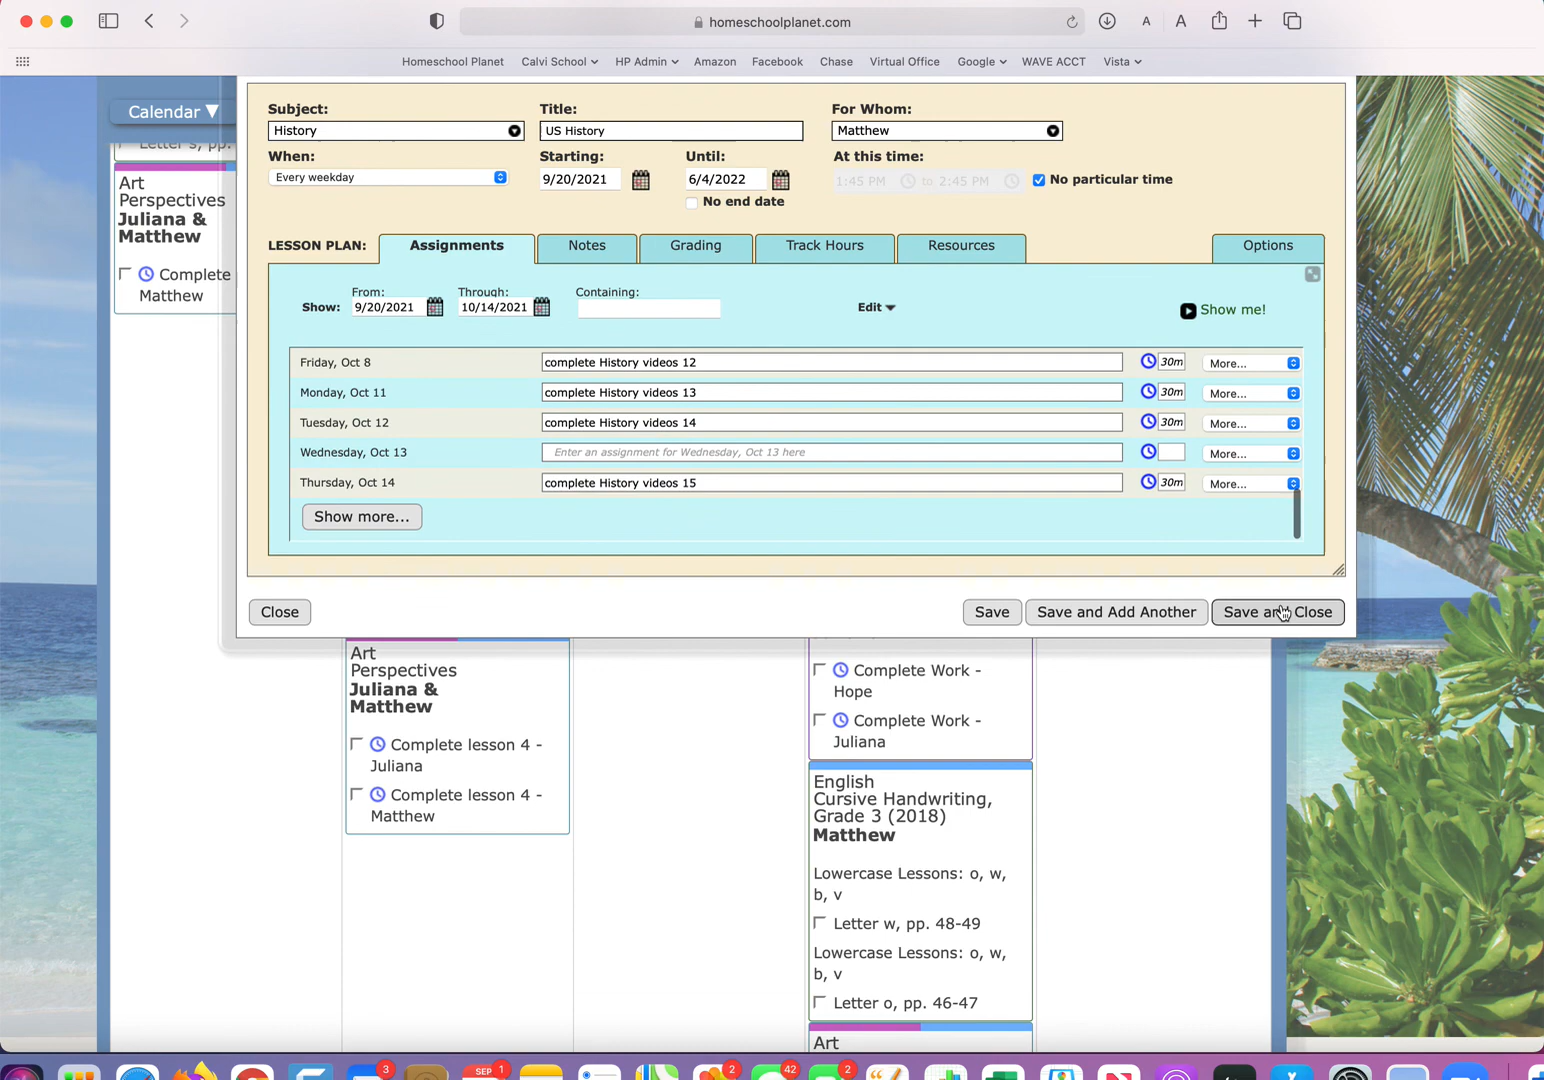 homeschoolplanet.com
A A
Homeschool Planet Calvi School HP Admin Amazon Facebook Chase Virtual Office Google WAVE ACCT Vista
Calendar ▼
Letter s, pp.
Art
Perspectives
Juliana &
Matthew
Complete
Matthew
Subject: Title: For Whom:
History US History Matthew
When: Starting: Until: At this time:
Every weekday 9/20/2021 6/4/2022 1:45 PM to 2:45 PM No particular time
No end date
LESSON PLAN: Assignments Notes Grading Track Hours Resources Options
From: Through: Containing:
Show: 9/20/2021 10/14/2021 Edit Show me!
Friday, Oct 8 complete History videos 12 30m More...
Monday, Oct 11 complete History videos 13 30m More...
Tuesday, Oct 12 complete History videos 14 30m More...
Wednesday, Oct 13 Enter an assignment for Wednesday, Oct 13 here More...
Thursday, Oct 14 complete History videos 15 30m More...
Show more...
Close Save Save and Add Another Save and Close
Art
Perspectives
Juliana &
Matthew
Complete lesson 4 -
Juliana
Complete lesson 4 -
Matthew
Complete Work -
Hope
Complete Work -
Juliana
English
Cursive Handwriting,
Grade 3 (2018)
Matthew
Lowercase Lessons: o, w,
b, v
Letter w, pp. 48-49
Lowercase Lessons: o, w,
b, v
Letter o, pp. 46-47
Art
3 SEP 1 2 42 2